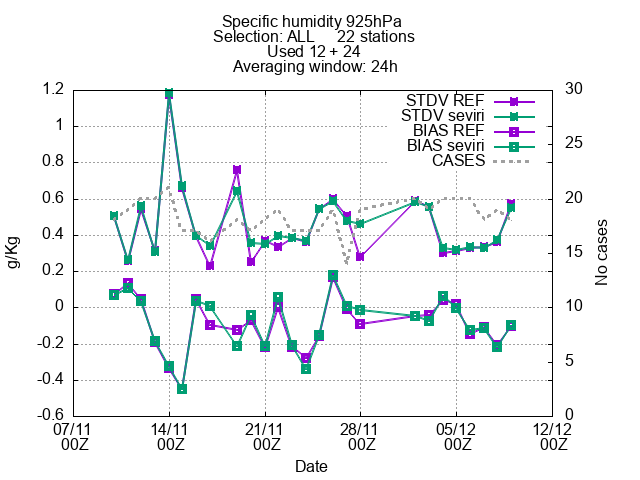 Specific humidity 925hPa
Selection: ALL 22 stations
Used 12 + 24
Averaging window: 24h
STDV REF
STDV seviri
BIAS REF
BIAS seviri
CASES
1.2
1
0.8
0.6
0.4
0.2
0
-0.2
-0.4
-0.6
g/Kg
30
25
20
15
10
5
0
No cases
07/11 14/11 21/11 28/11 05/12 12/12
00Z 00Z 00Z 00Z 00Z 00Z
Date